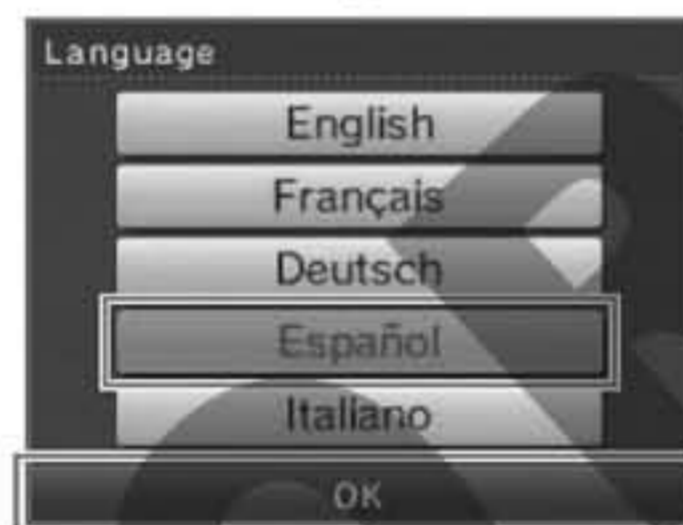 Language
English
Français
Deutsch
Español
Italiano
OK